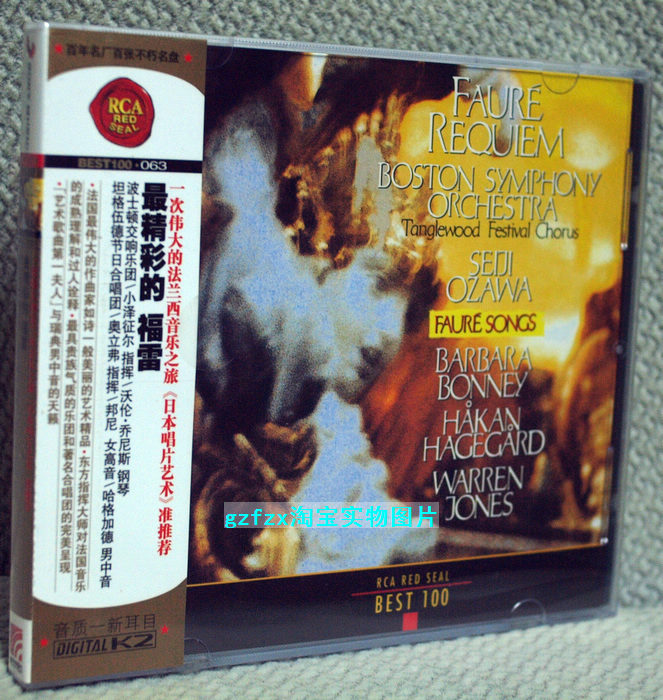 ★百年名厂百张不朽名盘★
RCA
RED
SEAL
BEST100★063
一次伟大的法兰西音乐之旅《日本唱片艺术》准推荐
最精彩的 福雷
波士顿交响乐团/小泽征尔 指挥/沃伦·乔尼斯 钢琴
坦格伍德节日合唱团/奥立弗 指挥/邦尼 女高音/哈格加德 男中音
·法国最伟大的作曲家如诗一般美丽的艺术精品·东方指挥大师对法国音乐
的成熟理解和过人诠释·最具贵族气质的乐团和著名合唱团的完美呈现
·“艺术歌曲第一夫人”与瑞典男中音的天籁
★音质一新耳目★
DIGITAL K2
FAURÉ
REQUIEM
BOSTON SYMPHONY
ORCHESTRA
Tanglewood Festival Chorus
SEIJI
OZAWA
FAURÉ SONGS
BARBARA
BONNEY
HÅKAN
HAGEGÅRD
WARREN
JONES
gzfzx淘宝实物图片
RCA RED SEAL
BEST 100